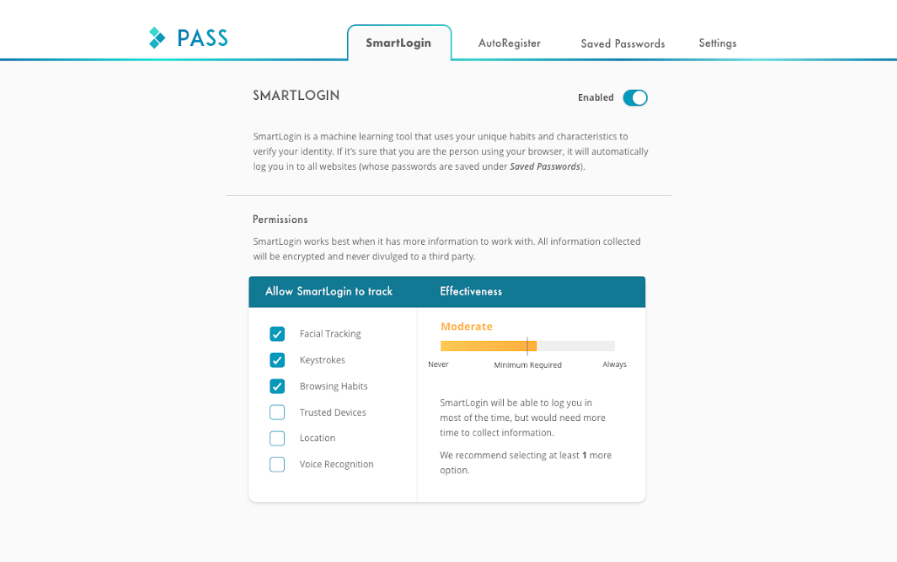 PASS
SmartLogin
AutoRegister
Saved Passwords
Settings
SMARTLOGIN
Enabled
SmartLogin is a machine learning tool that uses your unique habits and characteristics to
verify your identity. If it's sure that you are the person using your browser, it will automatically
log you in to all websites (whose passwords are saved under Saved Passwords).
Permissions
SmartLogin works best when it has more information to work with. All information collected
will be encrypted and never divulged to a third party.
Allow SmartLogin to track
Effectiveness
Facial Tracking
Keystrokes
Browsing Habits
Trusted Devices
Location
Voice Recognition
Moderate
Never
Minimum Required
Always
SmartLogin will be able to log you in
most of the time, but would need more
time to collect information.
We recommend selecting at least 1 more
option.